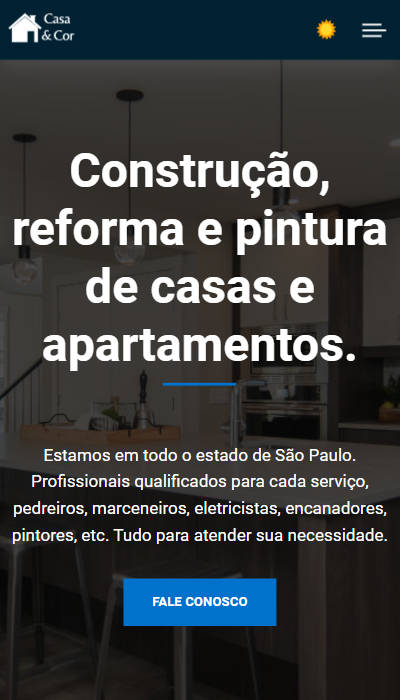 Casa
& Cor
Construção,
reforma e pintura
de casas e
apartamentos.
Estamos em todo o estado de São Paulo.
Profissionais qualificados para cada serviço,
pedreiros, marceneiros, eletricistas, encanadores,
pintores, etc. Tudo para atender sua necessidade.
FALE CONOSCO